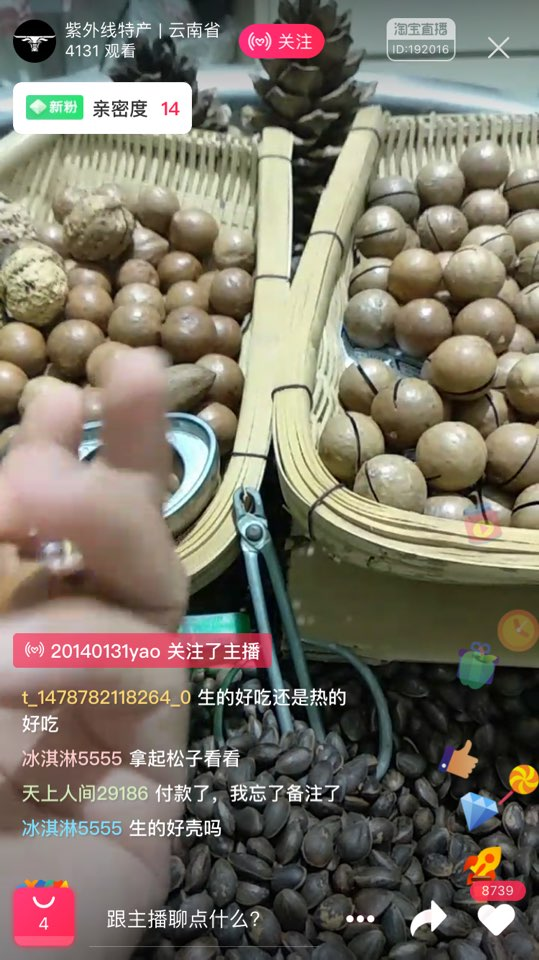 紫外线特产 | 云南省
4131 观看
关注
淘宝直播
ID:192016
新粉 亲密度 14
20140131yao 关注了主播
t_1478782118264_0 生的好吃还是热的
好吃
冰淇淋5555 拿起松子看看
天上人间29186 付款了，我忘了备注了
冰淇淋5555 生的好壳吗
8739
4
跟主播聊点什么？